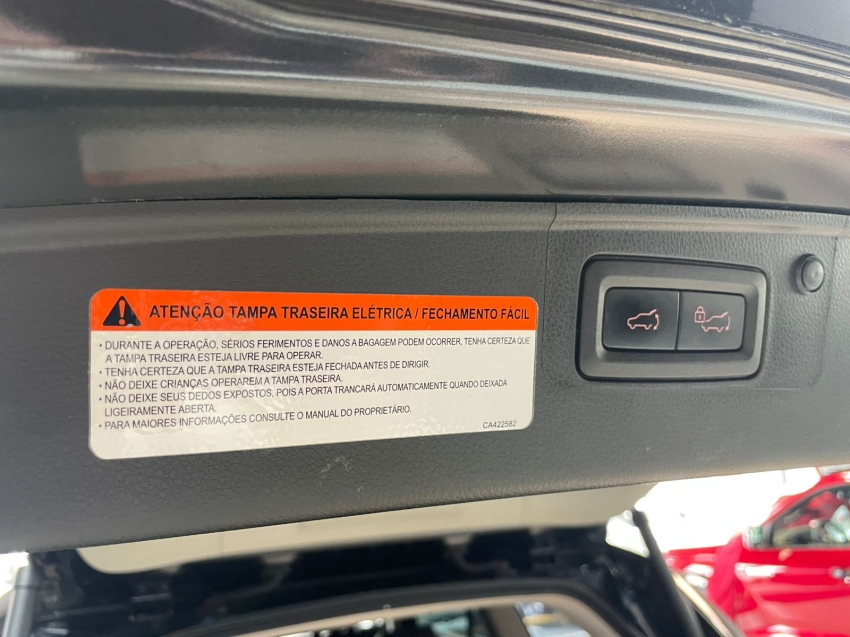 ATENÇÃO TAMPA TRASEIRA ELÉTRICA / FECHAMENTO FÁCIL
• DURANTE A OPERAÇÃO, SÉRIOS FERIMENTOS E DANOS A BAGAGEM PODEM OCORRER, TENHA CERTEZA QUE
A TAMPA TRASEIRA ESTEJA LIVRE PARA OPERAR.
• TENHA CERTEZA QUE A TAMPA TRASEIRA ESTEJA FECHADA ANTES DE DIRIGIR.
• NÃO DEIXE CRIANÇAS OPERAREM A TAMPA TRASEIRA.
• NÃO DEIXE SEUS DEDOS EXPOSTOS, POIS A PORTA TRANCARÁ AUTOMATICAMENTE QUANDO DEIXADA
LIGEIRAMENTE ABERTA.
• PARA MAIORES INFORMAÇÕES CONSULTE O MANUAL DO PROPRIETÁRIO.
CA422582